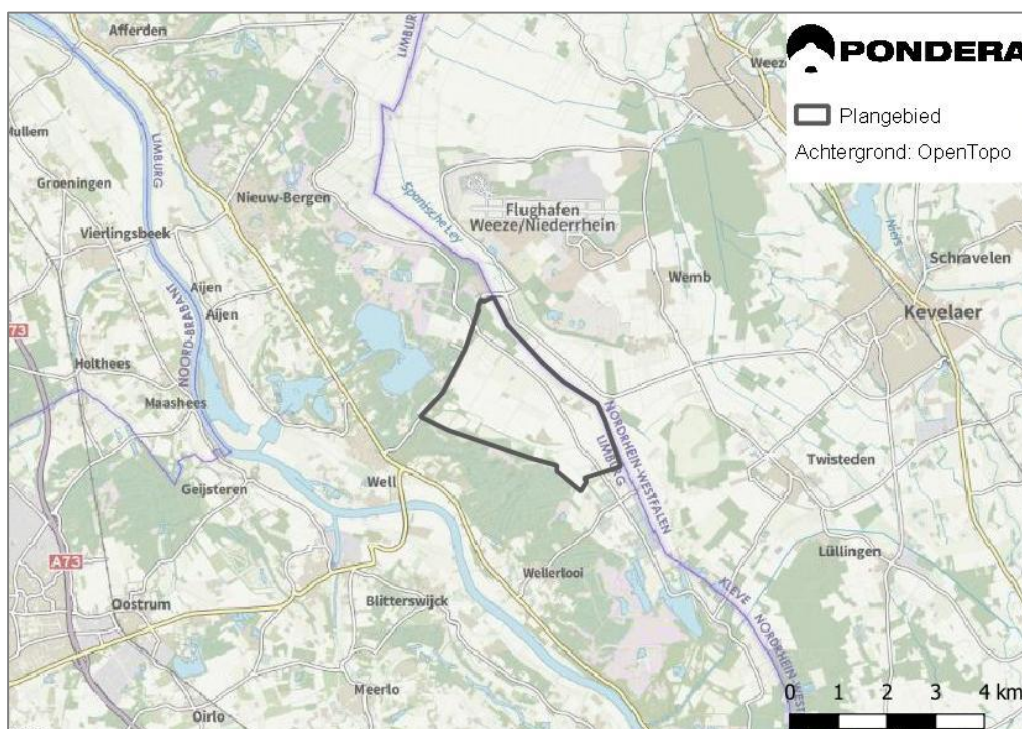 Afferden
LIMBURG
PONDERA
Weeze
Plangebied
Achtergrond: OpenTopo
LIMBURG
Groeningen
Nieuw-Bergen
Spanische Ley
Flughafen
Weeze/Niederrhein
Vierlingsbeek
Niers
Schravelen
Wemb
Aijen
Aijen
Kevelaer
NOORD-BRABANT
73
Holthees
Maashees
NORDRHEIN-WESTFALEN
LIMBURG
Twisteden
Well
Geijsteren
A73
Lüllingen
Wellerlooi
KLEVE
NORDRHEIN-WEST
Oostrum
Blitterswijck
Meerlo
Oirlo
0 1 2 3 4 km